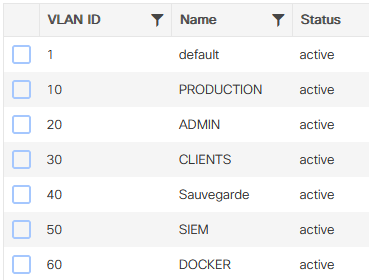 VLAN ID Name Status
1 default active
10 PRODUCTION active
20 ADMIN active
30 CLIENTS active
40 Sauvegarde active
50 SIEM active
60 DOCKER active